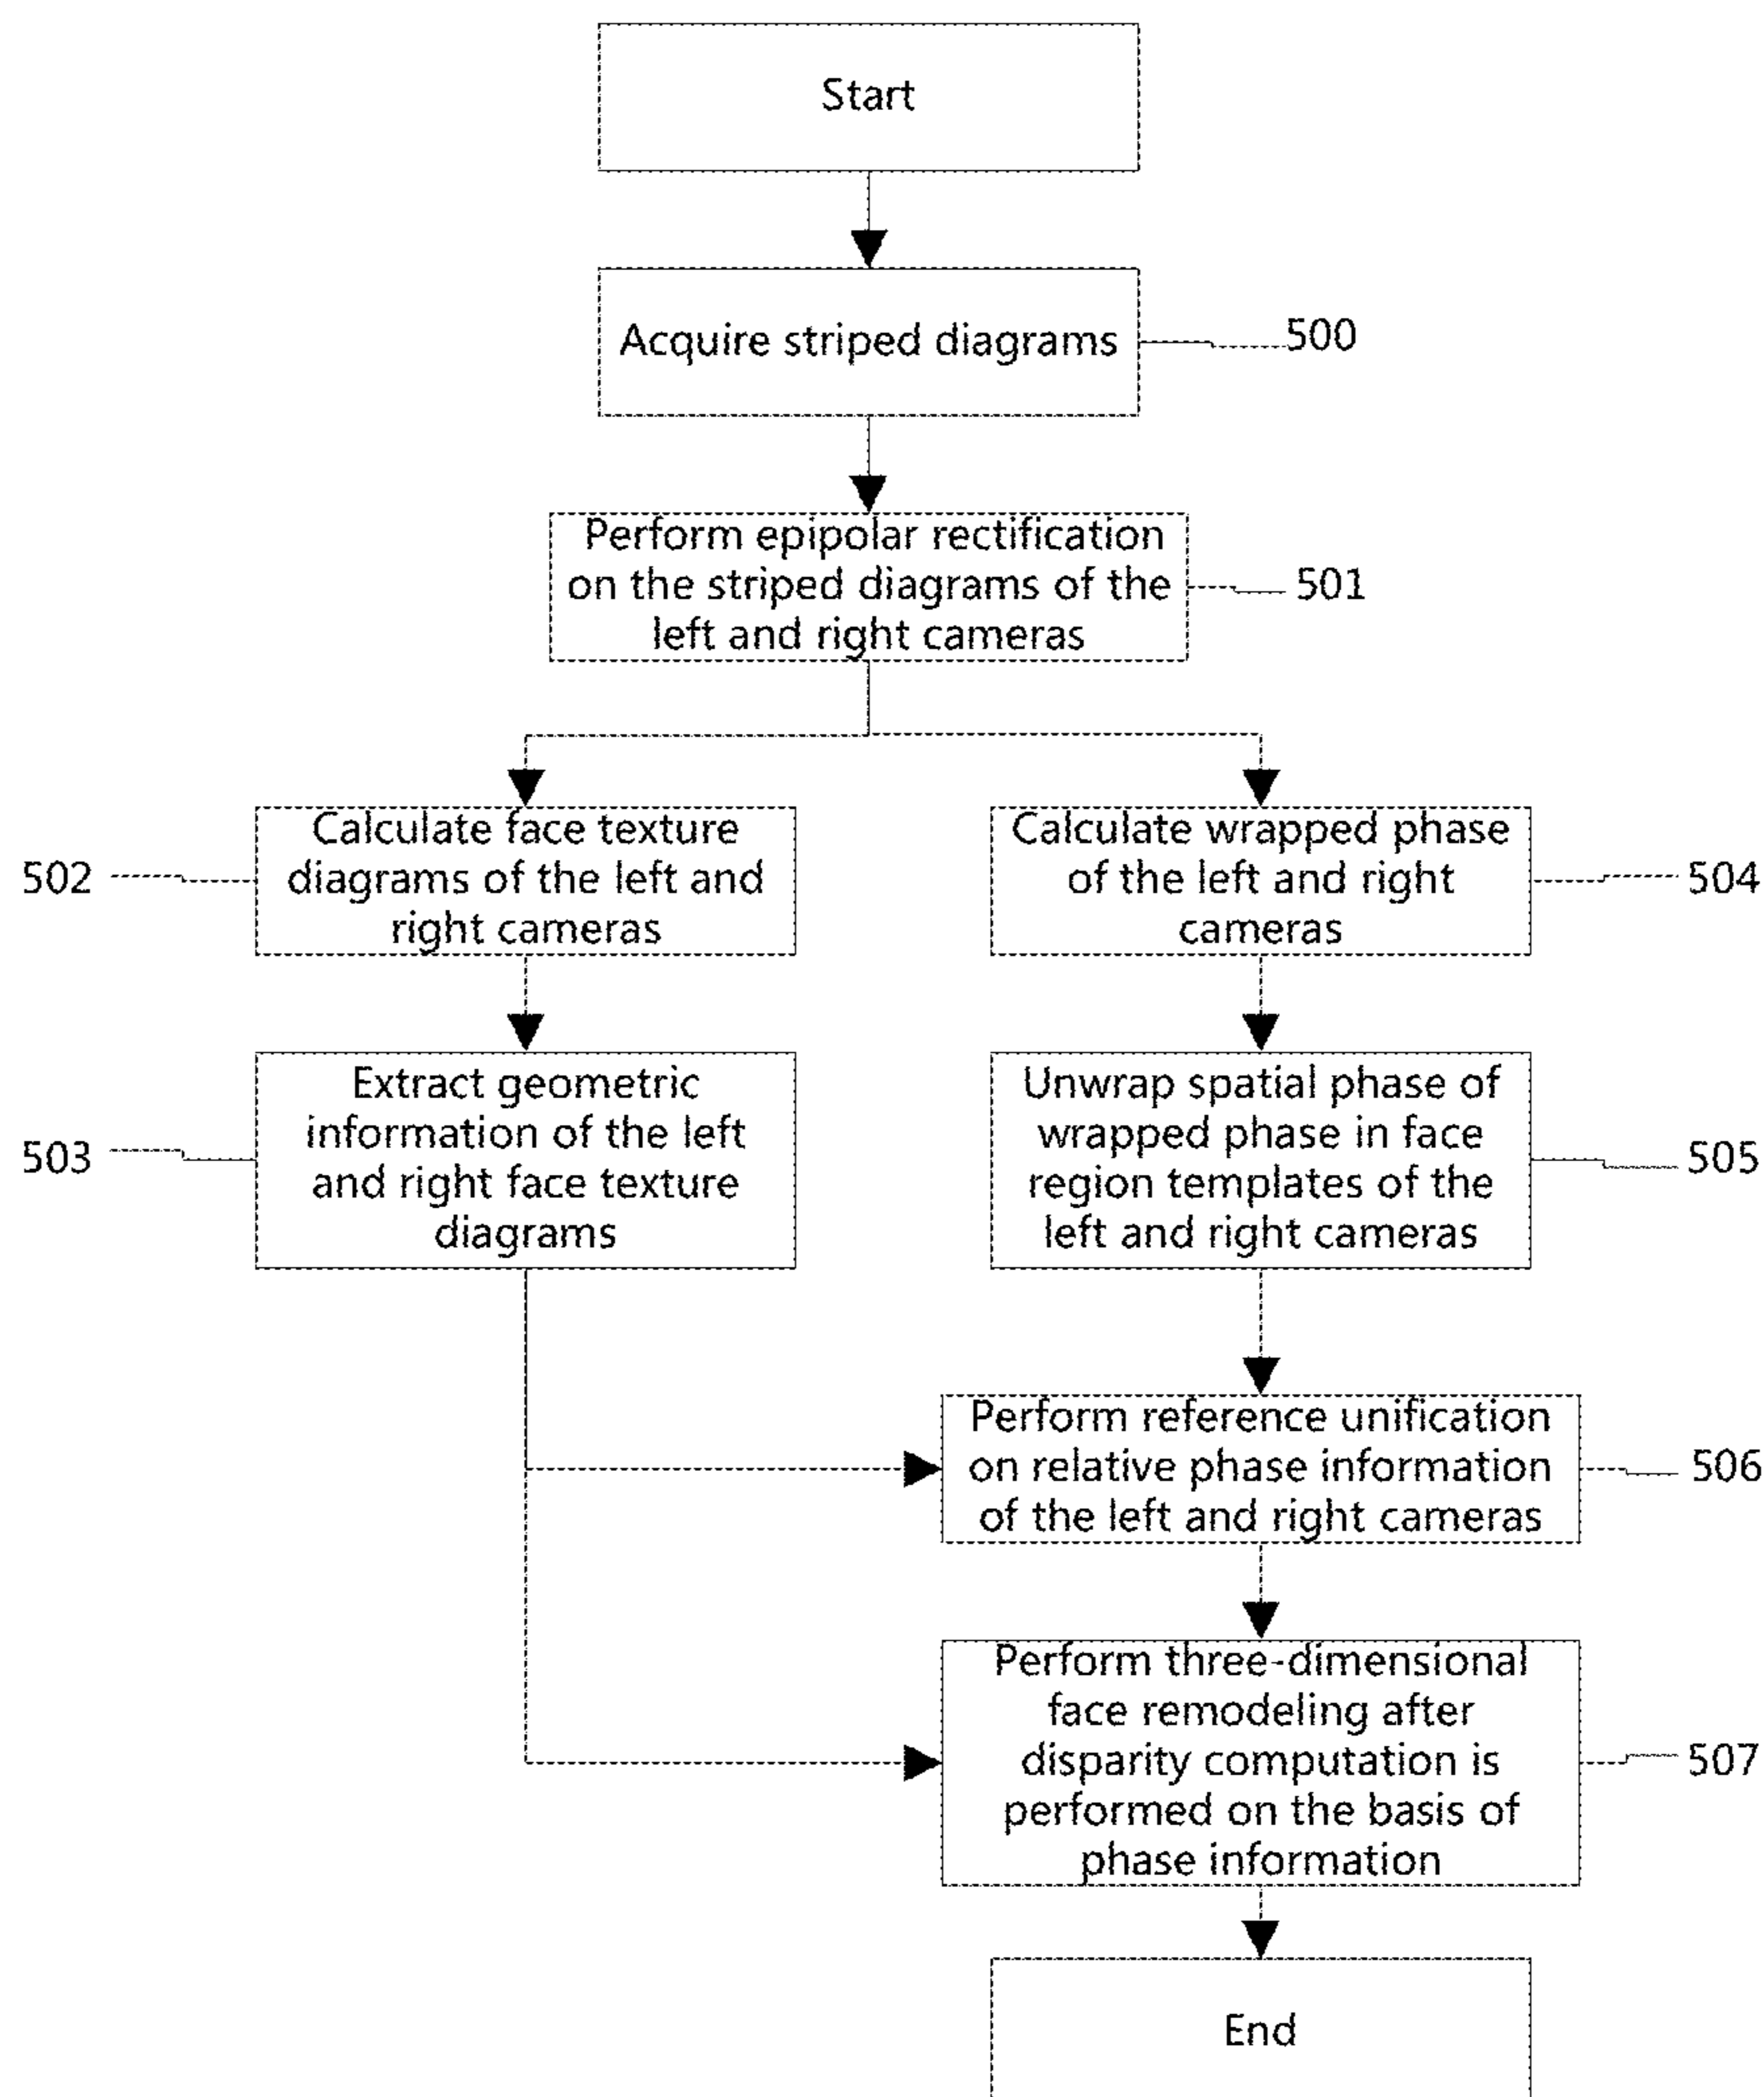 Start
Acquire striped diagrams
500
Perform epipolar rectification
on the striped diagrams of the
left and right cameras
501
502
Calculate face texture
diagrams of the left and
right cameras
Calculate wrapped phase
of the left and right
cameras
504
503
Extract geometric
information of the left
and right face texture
diagrams
Unwrap spatial phase of
wrapped phase in face
region templates of the
left and right cameras
505
Perform reference unification
on relative phase information
of the left and right cameras
506
Perform three-dimensional
face remodeling after
disparity computation is
performed on the basis of
phase information
507
End